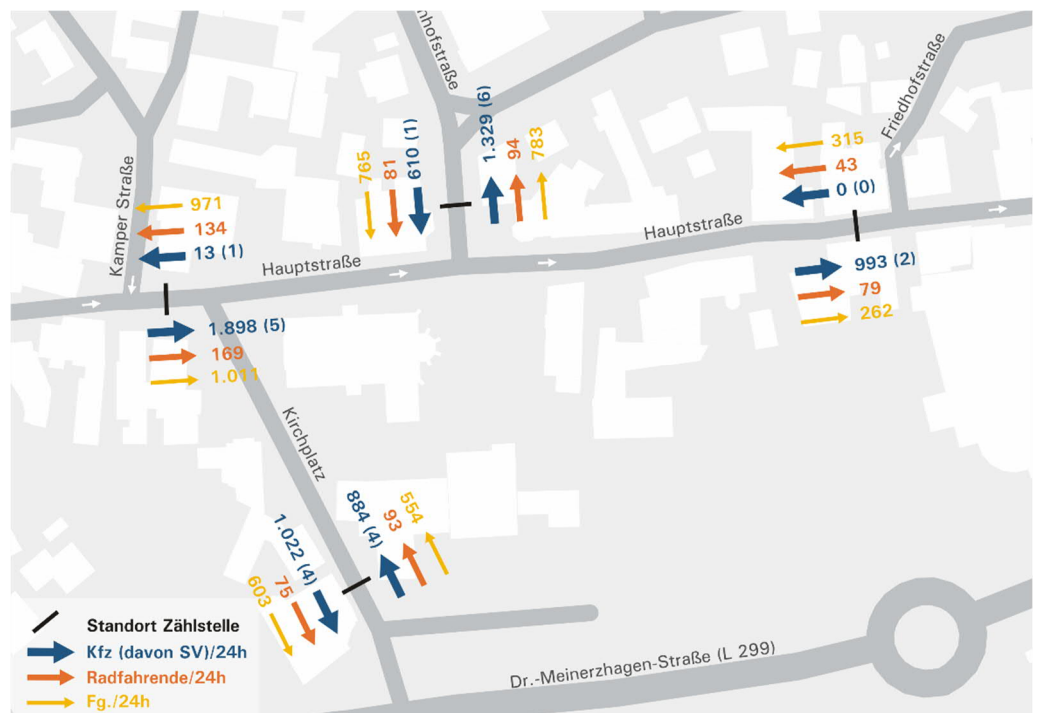 nhofstraße
Friedhofstraße
Kamper Straße
765
81
610 (1)
1.329 (6)
94
783
315
43
0 (0)
971
134
13 (1)
Hauptstraße
Hauptstraße
993 (2)
79
262
1.898 (5)
169
1.011
Kirchplatz
603
75
1.022 (4)
884 (4)
93
554
Standort Zählstelle
Kfz (davon SV)/24h
Radfahrende/24h
Fg./24h
Dr.-Meinerzhagen-Straße (L 299)